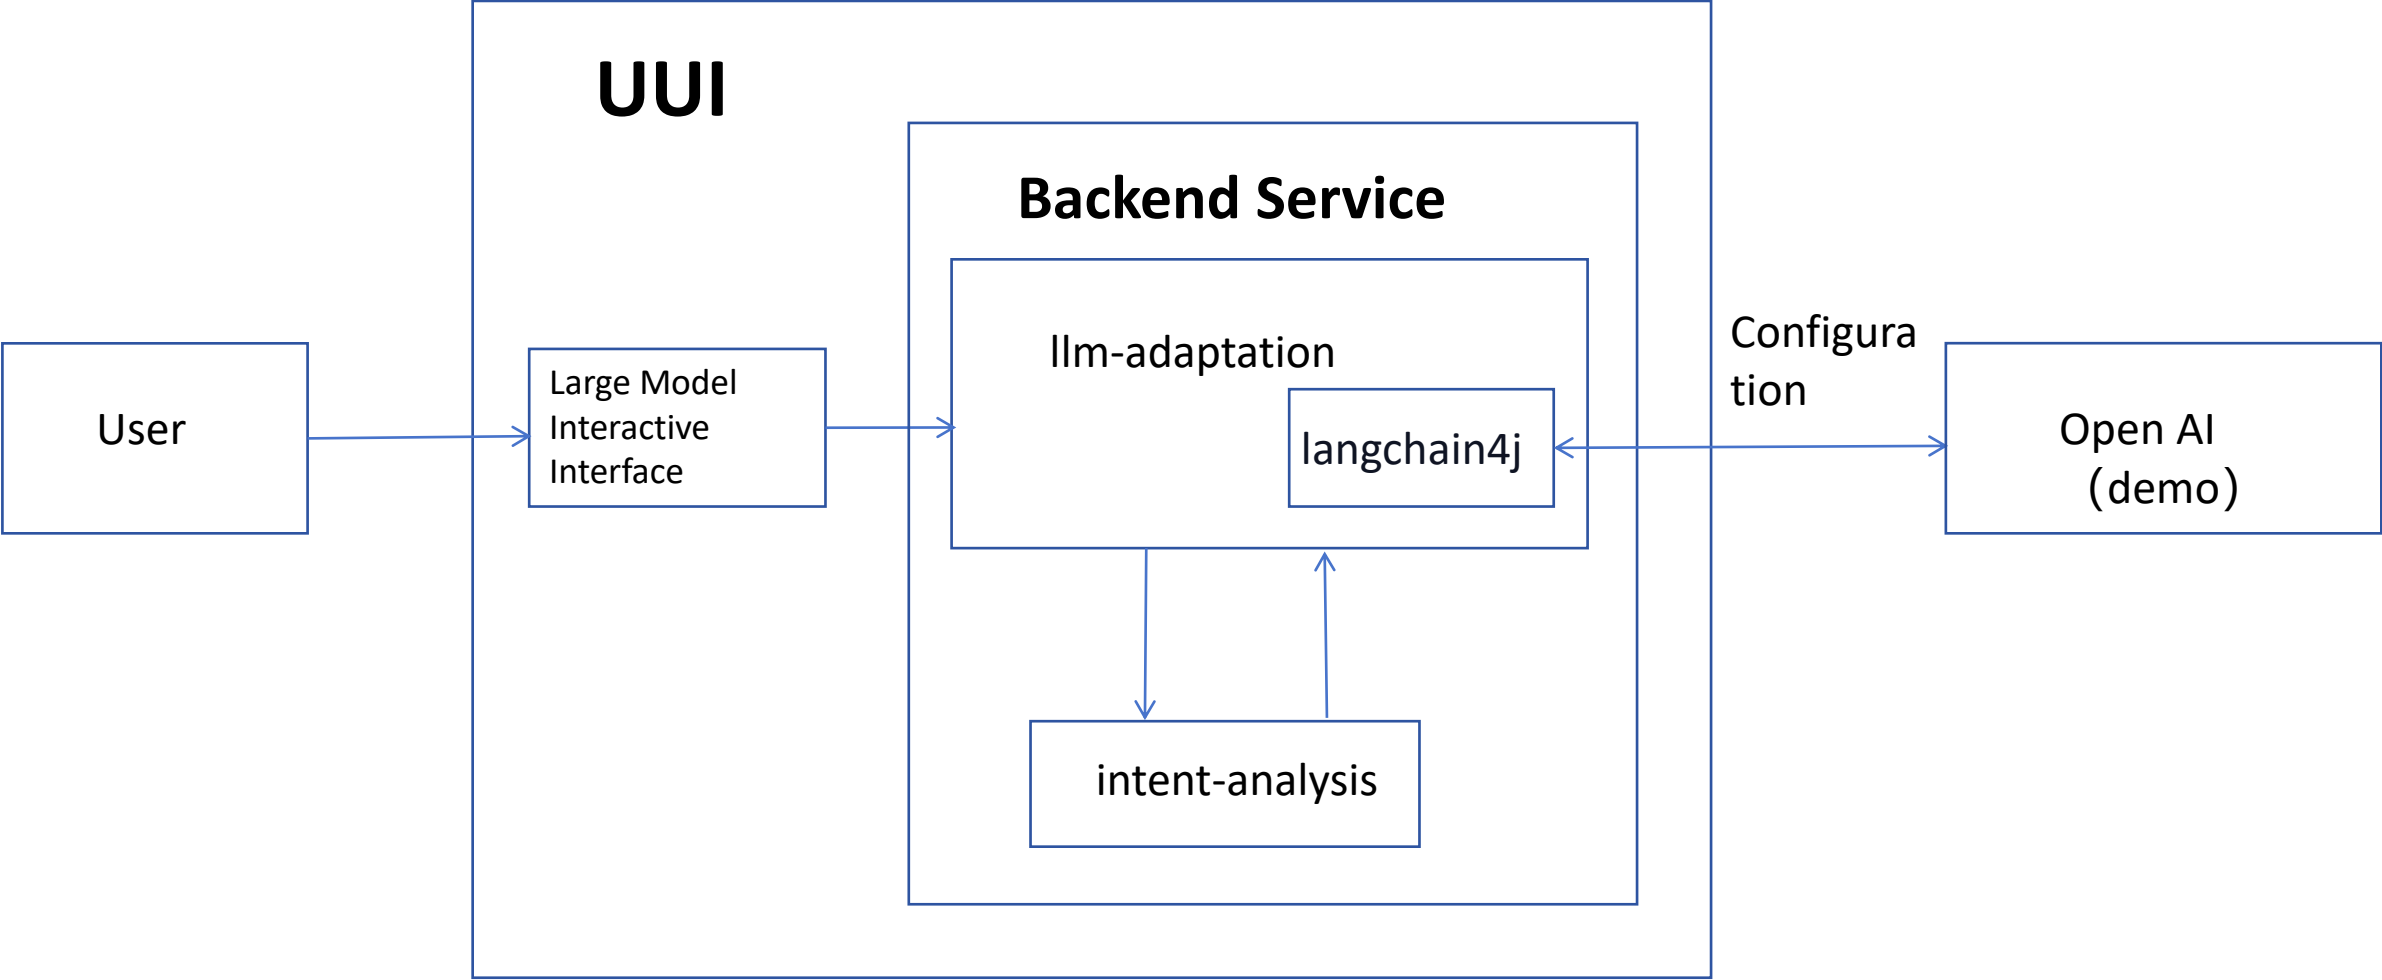 UUI
Backend Service
llm-adaptation
Configura
tion
Large Model
Interactive
Interface
User
langchain4j
Open AI
(demo)
intent-analysis